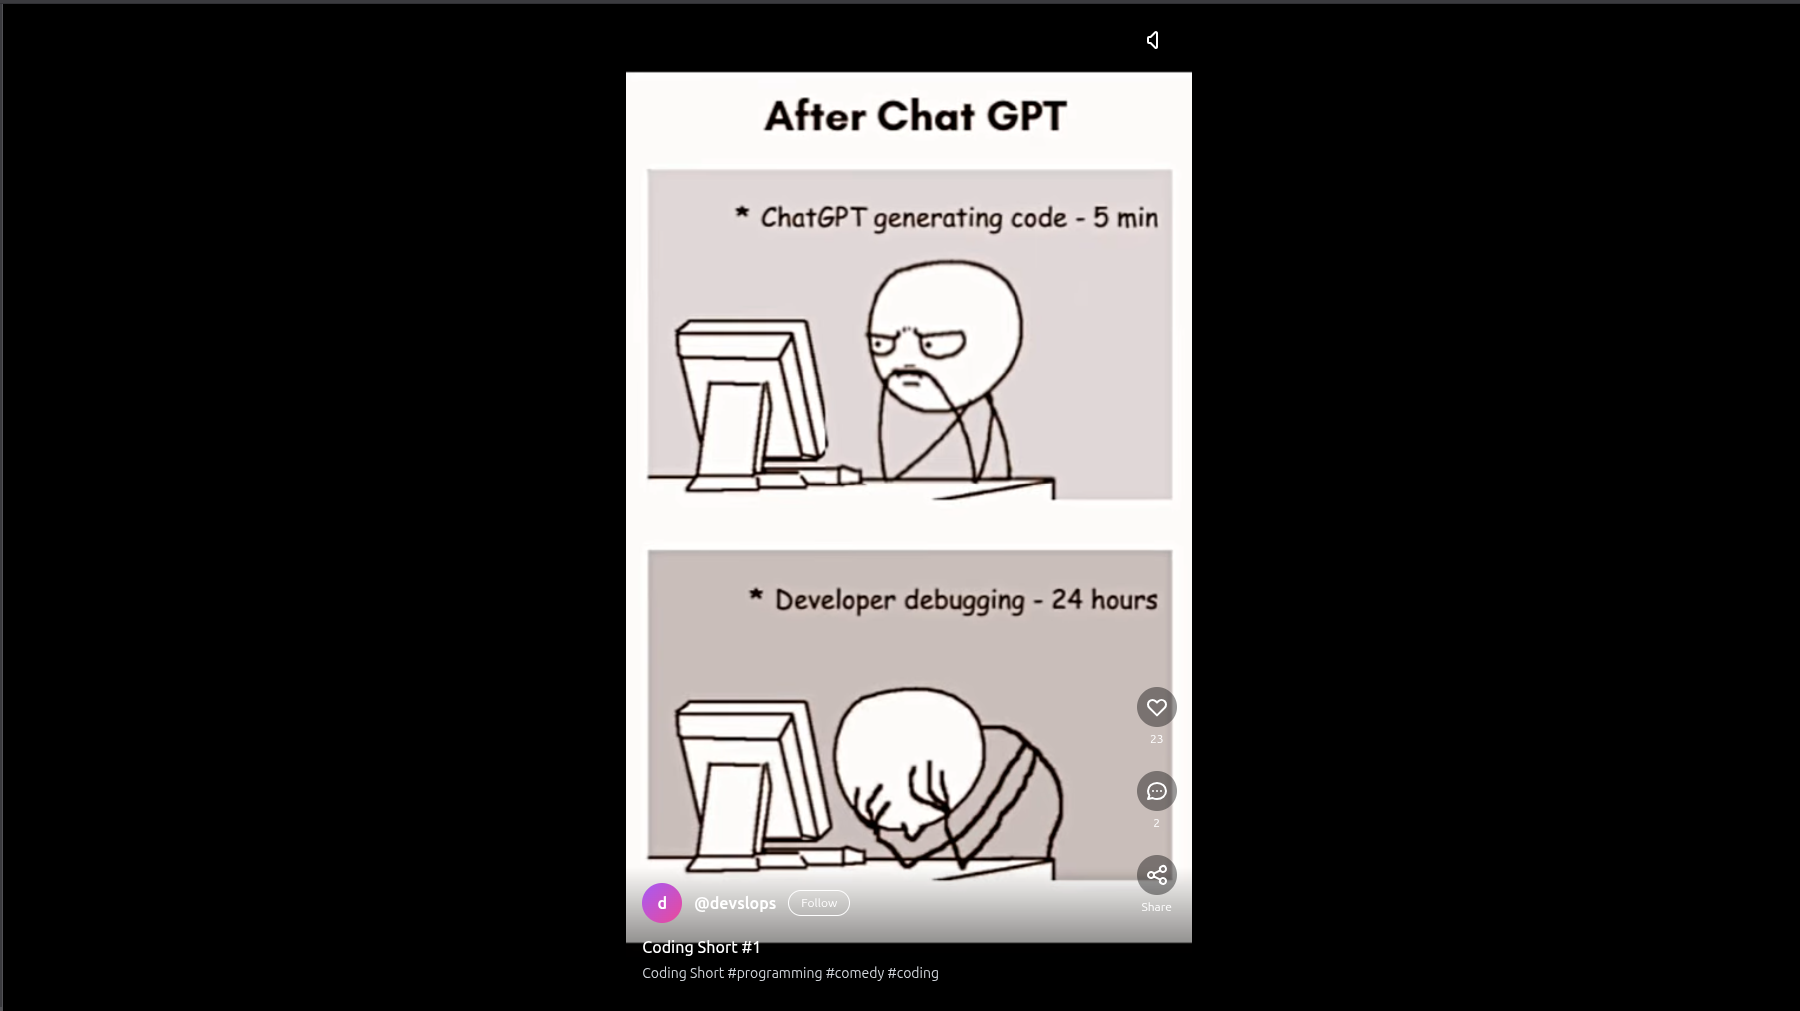 After Chat GPT
* ChatGPT generating code - 5 min
* Developer debugging - 24 hours
23
2
Share
d @devslops Follow
Coding Short #1
Coding Short #programming #comedy #coding